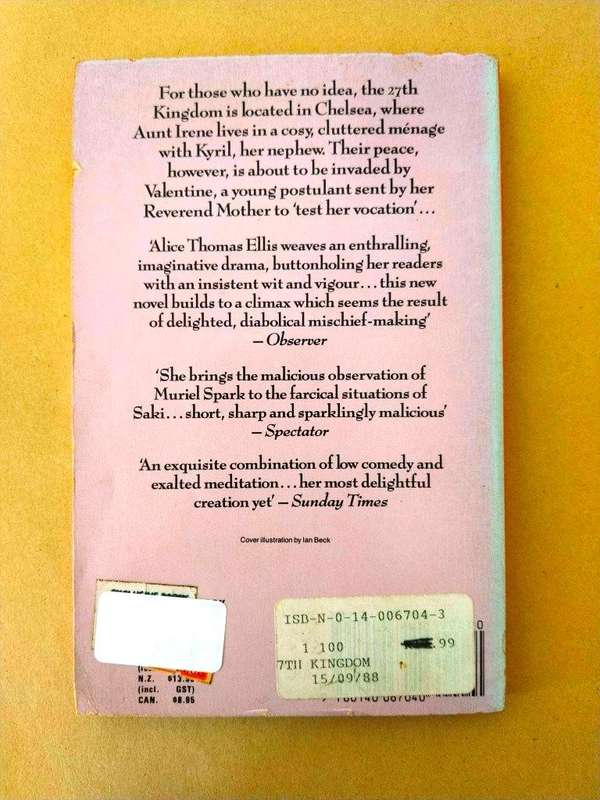 For those who have no idea, the 27th
Kingdom is located in Chelsea, where
Aunt Irene lives in a cosy, cluttered ménage
with Kyril, her nephew. Their peace,
however, is about to be invaded by
Valentine, a young postulant sent by her
Reverend Mother to ‘test her vocation’…
‘Alice Thomas Ellis weaves an enthralling,
imaginative drama, buttonholing her readers
with an insistent wit and vigour…this new
novel builds to a climax which seems the result
of delighted, diabolical mischief-making’
– Observer
‘She brings the malicious observation of
Muriel Spark to the farcical situations of
Saki…short, sharp and sparklingly malicious’
– Spectator
‘An exquisite combination of low comedy and
exalted meditation…her most delightful
creation yet’ – Sunday Times
Cover illustration by Ian Beck
ISB-N-0-14-006704-3
1 100 .99
7TH KINGDOM
15/09/88
0
N.Z.
(incl. GST)
CAN. $8.95
9 780140 067040